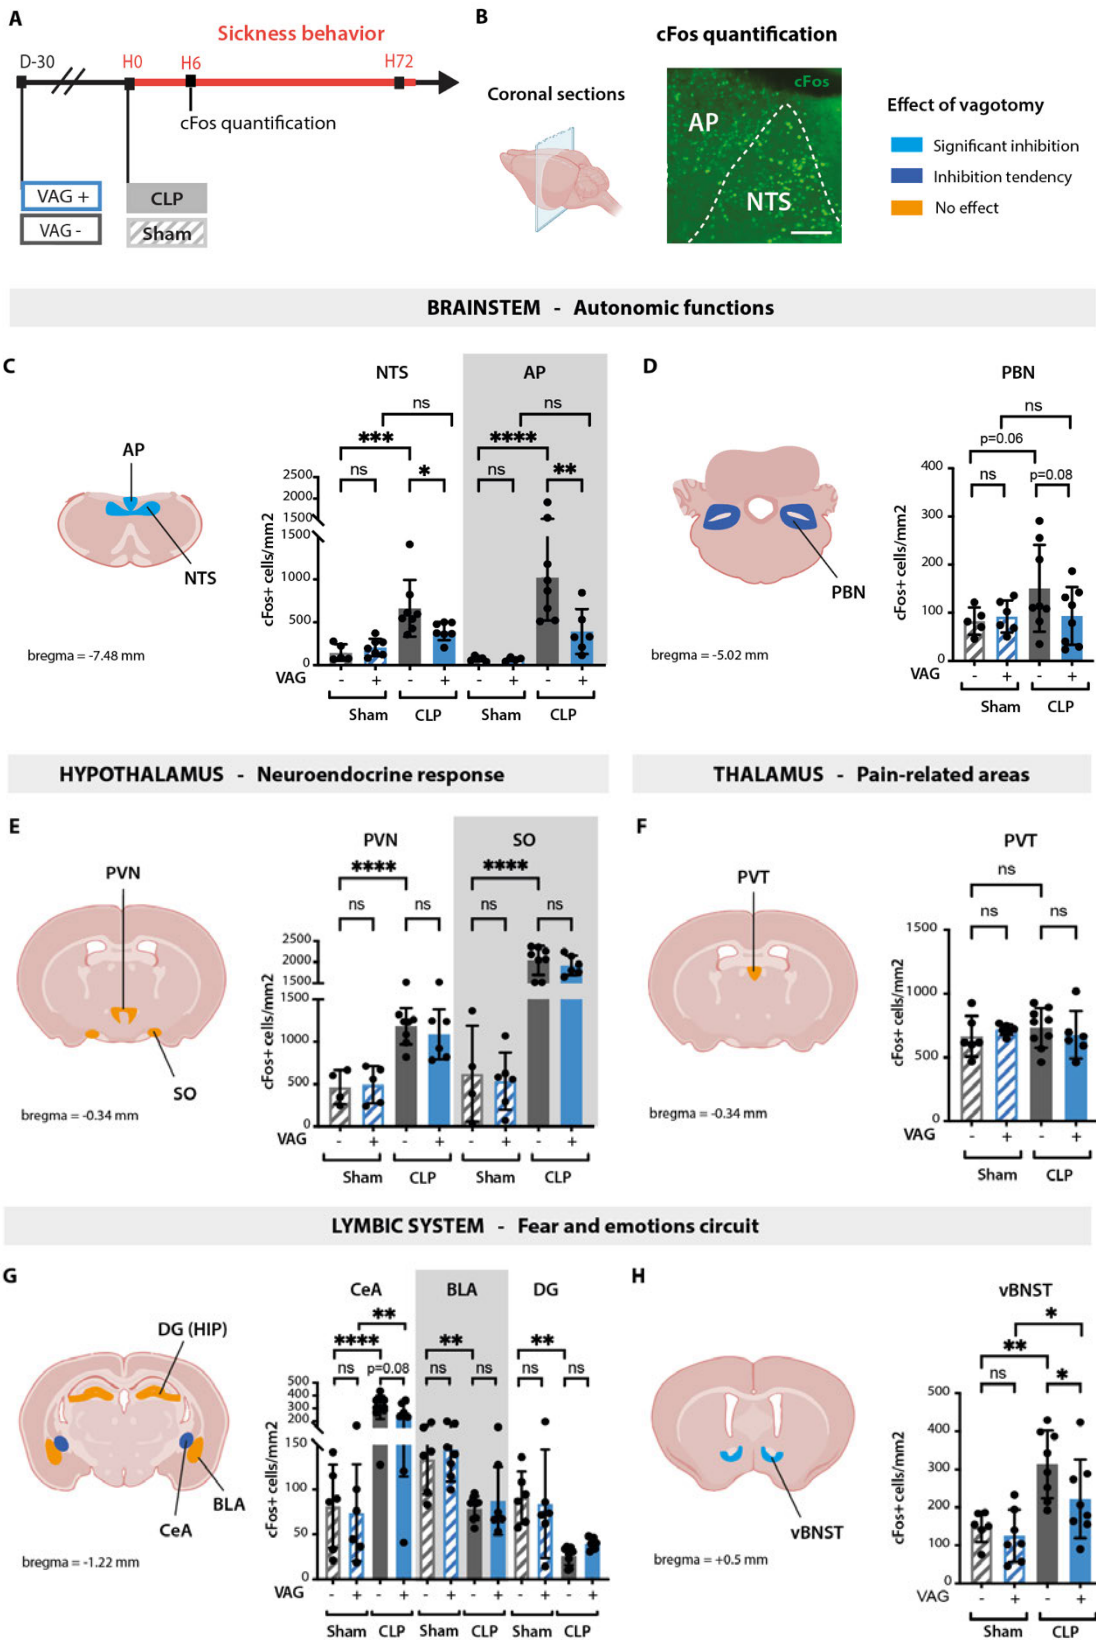 A
Sickness behavior
D-30
H0
H6
H72
cFos quantification
VAG +
VAG -
CLP
Sham
B
cFos quantification
Coronal sections
cFos
AP
NTS
Effect of vagotomy
Significant inhibition
Inhibition tendency
No effect
BRAINSTEM - Autonomic functions
C
AP
NTS
bregma = -7.48 mm
NTS
AP
ns
ns
***
****
ns
*
ns
**
cFos+ cells/mm2
2500
2000
1500
1500
1000
500
0
VAG
- + - + - + - +
Sham CLP Sham CLP
D
PBN
bregma = -5.02 mm
PBN
ns
p=0.06
ns
p=0.08
cFos+ cells/mm2
400
300
200
100
0
VAG
- + - +
Sham CLP
HYPOTHALAMUS - Neuroendocrine response
E
PVN
SO
bregma = -0.34 mm
PVN
SO
****
****
ns
ns
ns
ns
cFos+ cells/mm2
2500
2000
1500
1500
1000
500
0
VAG
- + - + - + - +
Sham CLP Sham CLP
THALAMUS - Pain-related areas
F
PVT
bregma = -0.34 mm
PVT
ns
ns
ns
cFos+ cells/mm2
1500
1000
500
0
VAG
- + - +
Sham CLP
LYMBIC SYSTEM - Fear and emotions circuit
G
DG (HIP)
BLA
CeA
bregma = -1.22 mm
CeA
BLA
DG
**
****
**
**
ns
p=0.08
ns
ns
ns
ns
cFos+ cells/mm2
500
400
300
200
150
100
50
0
VAG
- + - + - + - + - + - +
Sham CLP Sham CLP Sham CLP
H
vBNST
bregma = +0.5 mm
vBNST
*
**
ns
*
cFos+ cells/mm2
500
400
300
200
100
0
VAG
- + - +
Sham CLP